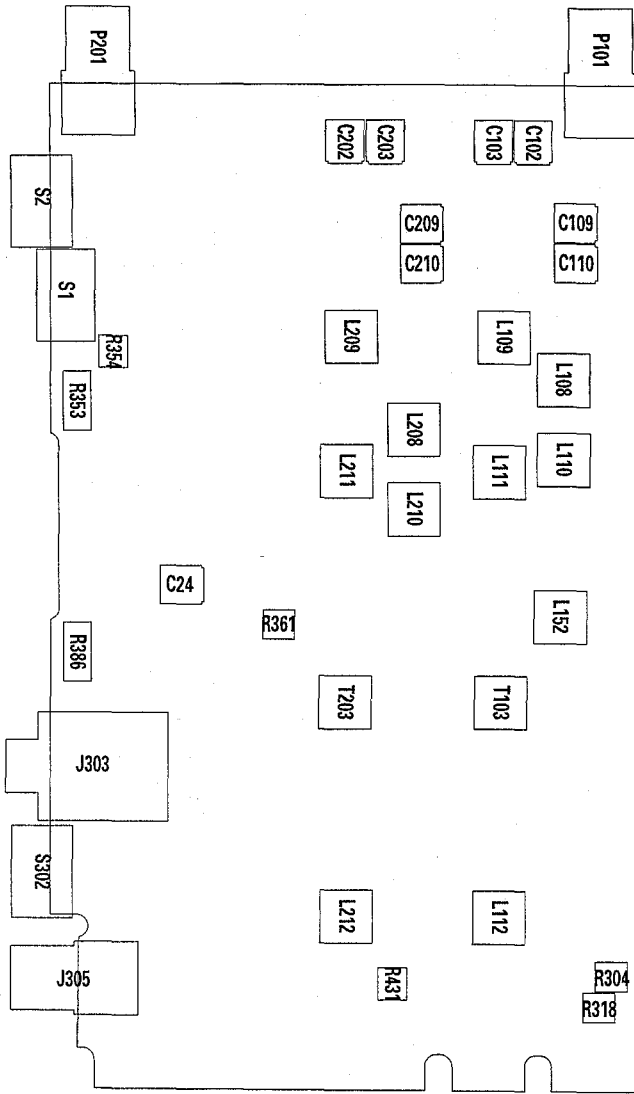 P201
P101
C202
C203
C103
C102
S2
C209
C109
C210
C110
S1
L209
L109
R354
L108
R353
L208
L211
L111
L110
L210
C24
R361
L152
R386
T203
T103
J303
S302
L212
L112
J305
R431
R304
R318